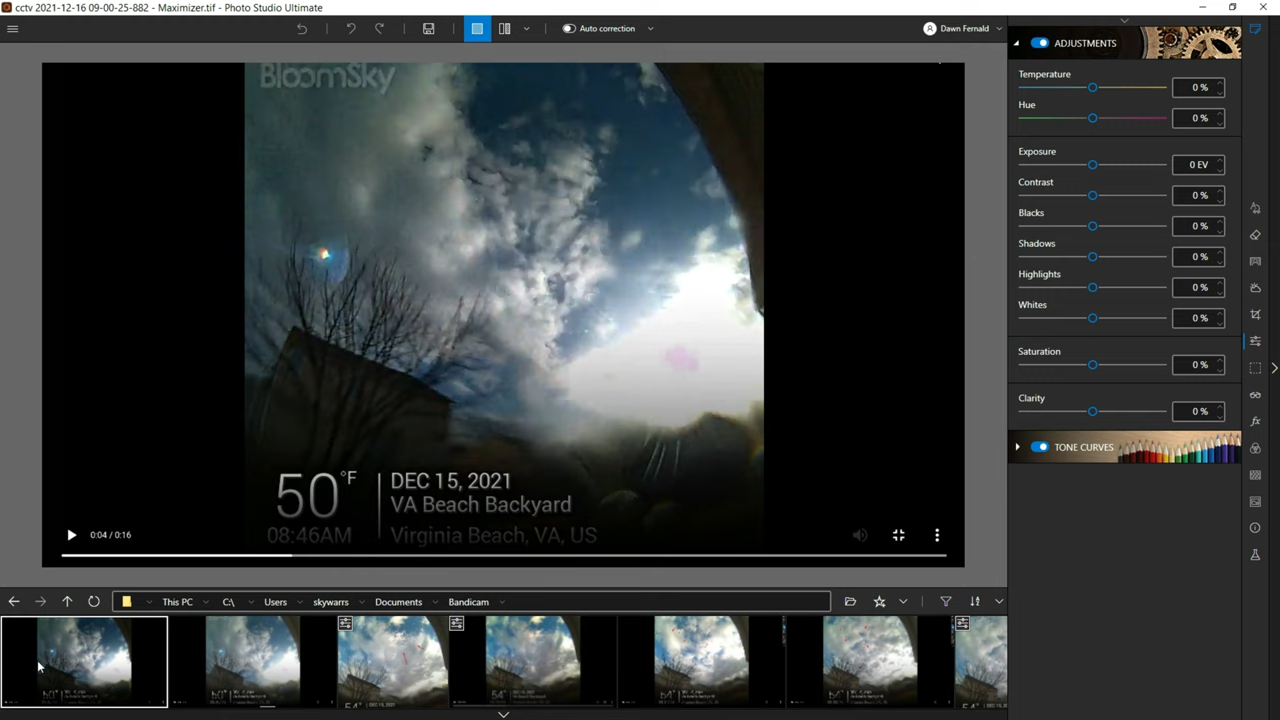 cctv 2021-12-16 09-00-25-882 - Maximizer.tif - Photo Studio Ultimate
Auto correction
Dawn Fernald
ADJUSTMENTS
Temperature
0 %
Hue
0 %
Exposure
0 EV
Contrast
0 %
Blacks
0 %
Shadows
0 %
Highlights
0 %
Whites
0 %
Saturation
0 %
Clarity
0 %
TONE CURVES
BloomSky
50°F
DEC 15, 2021
VA Beach Backyard
08:46AM
Virginia Beach, VA, US
0:04 / 0:16
This PC
C:\
Users
skywarrs
Documents
Bandicam